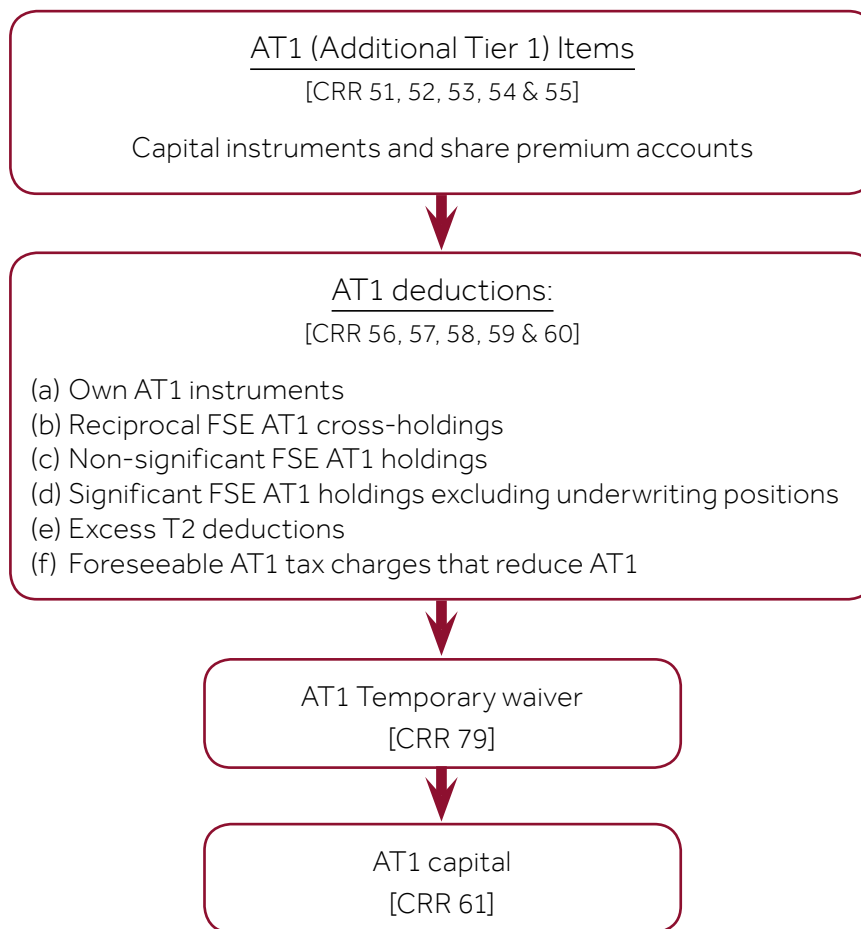 AT1 (Additional Tier 1) Items
[CRR 51, 52, 53, 54 & 55]
Capital instruments and share premium accounts
AT1 deductions:
[CRR 56, 57, 58, 59 & 60]
(a) Own AT1 instruments
(b) Reciprocal FSE AT1 cross-holdings
(c) Non-significant FSE AT1 holdings
(d) Significant FSE AT1 holdings excluding underwriting positions
(e) Excess T2 deductions
(f) Foreseeable AT1 tax charges that reduce AT1
AT1 Temporary waiver
[CRR 79]
AT1 capital
[CRR 61]